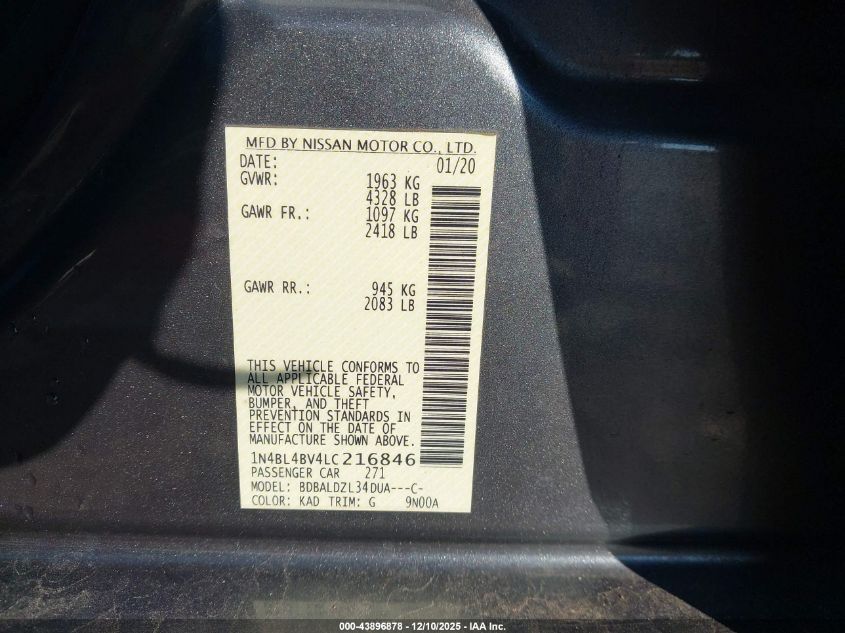 MFD BY NISSAN MOTOR CO., LTD.
DATE: 01/20
GVWR: 1963 KG
4328 LB
GAWR FR.: 1097 KG
2418 LB
GAWR RR.: 945 KG
2083 LB
THIS VEHICLE CONFORMS TO
ALL APPLICABLE FEDERAL
MOTOR VEHICLE SAFETY,
BUMPER, AND THEFT
PREVENTION STANDARDS IN
EFFECT ON THE DATE OF
MANUFACTURE SHOWN ABOVE.
1N4BL4BV4LC216846
PASSENGER CAR 271
MODEL: BDBALDZL34DUA---C-
COLOR: KAD TRIM: G 9N00A
000-43896878 - 12/10/2025 - IAA Inc.